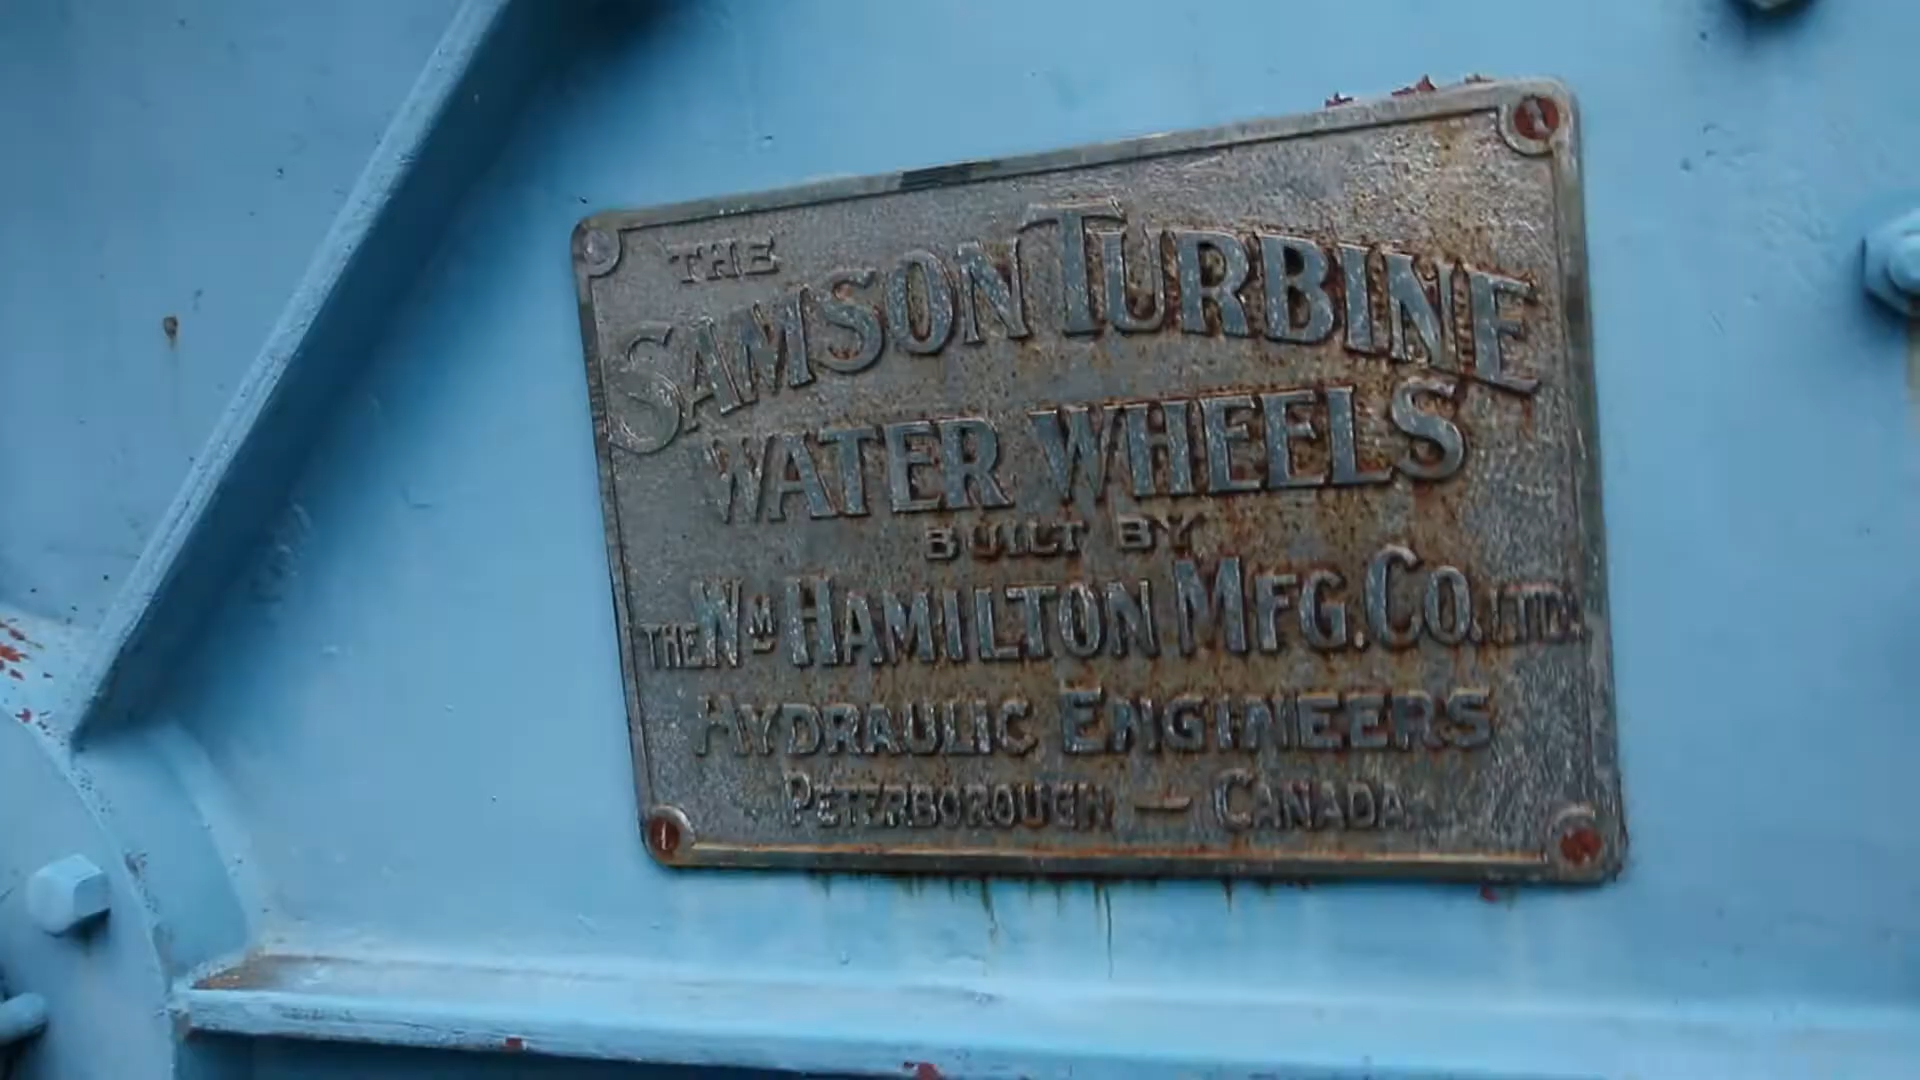 THE
SAMSON TURBINE
WATER WHEELS
BUILT BY
THE WM HAMILTON MFG. CO. LTD.
HYDRAULIC ENGINEERS
PETERBOROUGH — CANADA